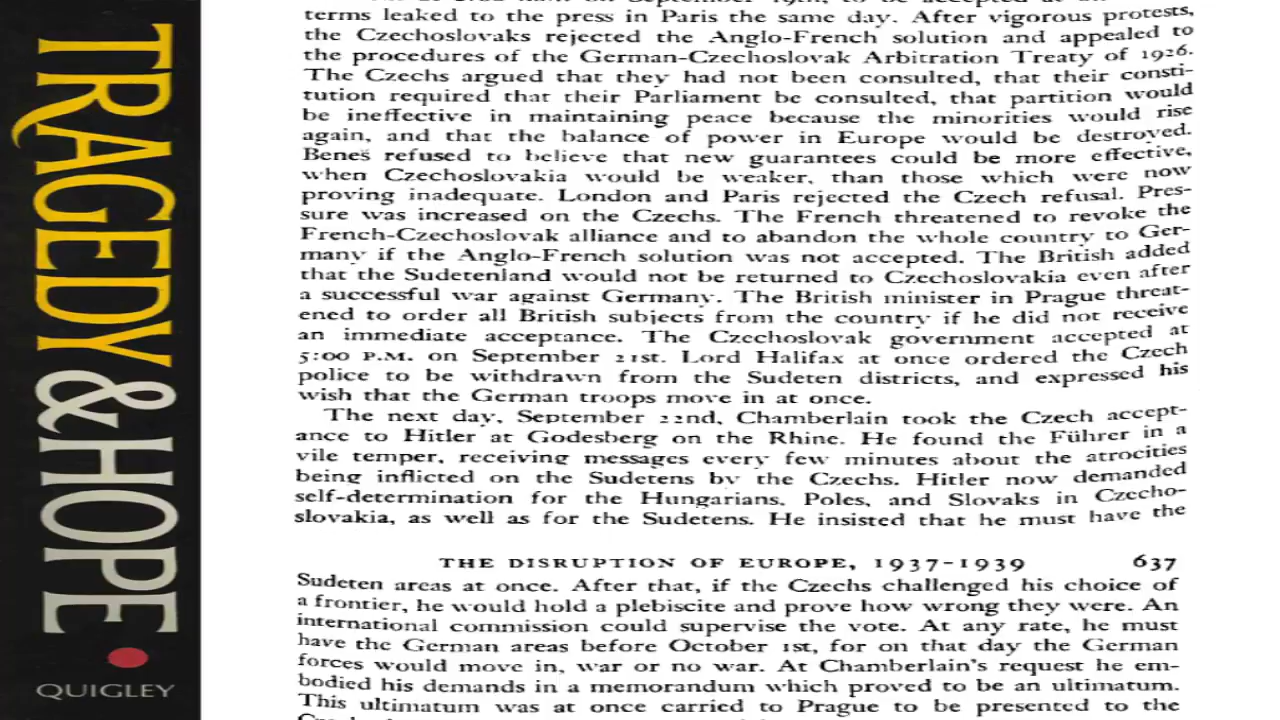 TRAGEDY & HOPE
QUIGLEY
terms leaked to the press in Paris the same day. After vigorous protests,
the Czechoslovaks rejected the Anglo-French solution and appealed to
the procedures of the German-Czechoslovak Arbitration Treaty of 1926.
The Czechs argued that they had not been consulted, that their consti-
tution required that their Parliament be consulted, that partition would
be ineffective in maintaining peace because the minorities would rise
again, and that the balance of power in Europe would be destroyed.
Beneš refused to believe that new guarantees could be more effective,
when Czechoslovakia would be weaker, than those which were now
proving inadequate. London and Paris rejected the Czech refusal. Pres-
sure was increased on the Czechs. The French threatened to revoke the
French-Czechoslovak alliance and to abandon the whole country to Ger-
many if the Anglo-French solution was not accepted. The British added
that the Sudetenland would not be returned to Czechoslovakia even after
a successful war against Germany. The British minister in Prague threat-
ened to order all British subjects from the country if he did not receive
an immediate acceptance. The Czechoslovak government accepted at
5:00 P.M. on September 21st. Lord Halifax at once ordered the Czech
police to be withdrawn from the Sudeten districts, and expressed his
wish that the German troops move in at once.
The next day, September 22nd, Chamberlain took the Czech accept-
ance to Hitler at Godesberg on the Rhine. He found the Führer in a
vile temper, receiving messages every few minutes about the atrocities
being inflicted on the Sudetens by the Czechs. Hitler now demanded
self-determination for the Hungarians, Poles, and Slovaks in Czecho-
slovakia, as well as for the Sudetens. He insisted that he must have the
THE DISRUPTION OF EUROPE, 1937-1939 637
Sudeten areas at once. After that, if the Czechs challenged his choice of
a frontier, he would hold a plebiscite and prove how wrong they were. An
international commission could supervise the vote. At any rate, he must
have the German areas before October 1st, for on that day the German
forces would move in, war or no war. At Chamberlain's request he em-
bodied his demands in a memorandum which proved to be an ultimatum.
This ultimatum was at once carried to Prague to be presented to the